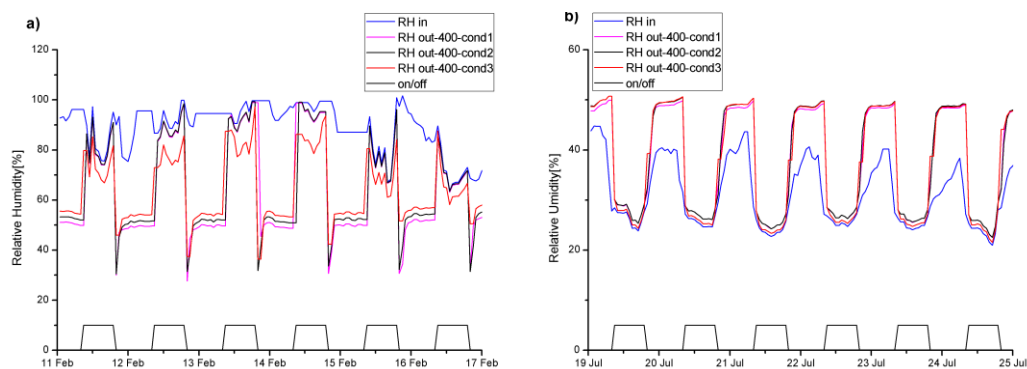 a)
RH in
RH out-400-cond1
RH out-400-cond2
RH out-400-cond3
on/off
Relative Humidity[%]
120
100
80
60
40
20
0
11 Feb 12 Feb 13 Feb 14 Feb 15 Feb 16 Feb 17 Feb
b)
RH in
RH out-400-cond1
RH out-400-cond2
RH out-400-cond3
on/off
Relative Umidity[%]
60
40
20
0
19 Jul 20 Jul 21 Jul 22 Jul 23 Jul 24 Jul 25 Jul